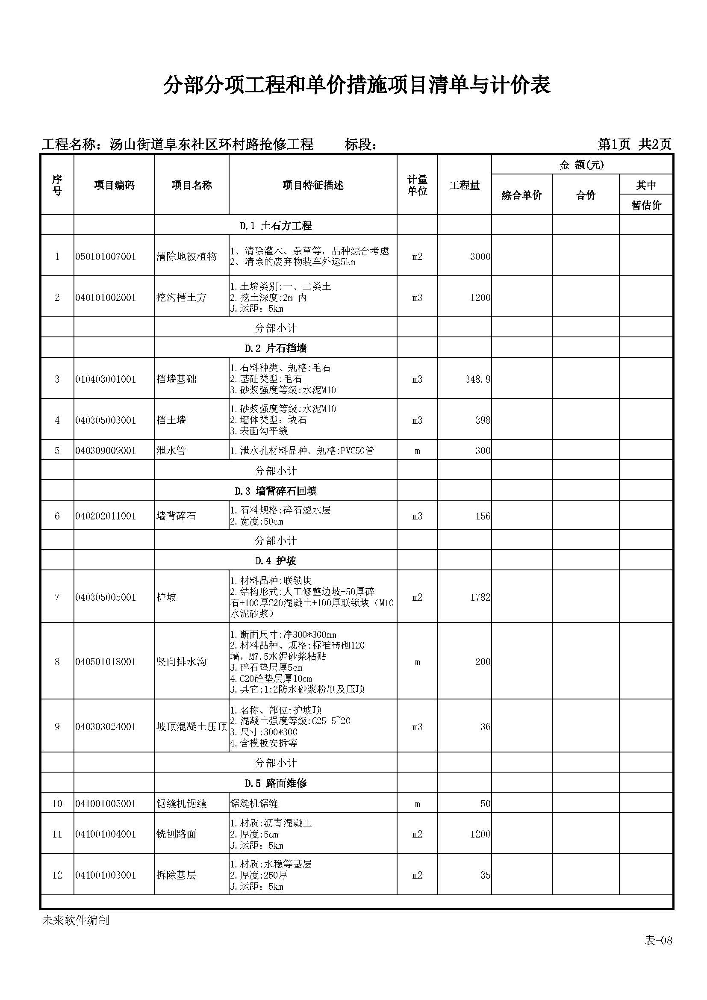 分部分项工程和单价措施项目清单与计价表
工程名称：汤山街道阜东社区环村路抢修工程 标段： 第1页 共2页
序号 项目编码 项目名称 项目特征描述 计量单位 工程量 金 额(元)
综合单价 合价 其中
暂估价
D.1 土石方工程
1 050101007001 清除地被植物 1、清除灌木、杂草等，品种综合考虑
2、清除的废弃物装车外运5km
m2 3000
2 040101002001 挖沟槽土方 1.土壤类别:一、二类土
2.挖土深度:2m 内
3.运距：5km
m3 1200
分部小计
D.2 片石挡墙
3 010403001001 挡墙基础 1.石料种类、规格:毛石
2.基础类型:毛石
3.砂浆强度等级:水泥M10
m3 348.9
4 040305003001 挡土墙 1.砂浆强度等级:水泥M10
2.墙体类型：块石
3.表面勾平缝
m3 398
5 040309009001 泄水管 1.泄水孔材料品种、规格:PVC50管 m 300
分部小计
D.3 墙背碎石回填
6 040202011001 墙背碎石 1.石料规格:碎石滤水层
2.宽度:50cm
m3 156
分部小计
D.4 护坡
7 040305005001 护坡 1.材料品种:联锁块
2.结构形式:人工修整边坡+50厚碎
石+100厚C20混凝土+100厚联锁块（M10
水泥砂浆）
m2 1782
8 040501018001 竖向排水沟 1.断面尺寸:净300*300mm
2.材料品种、规格:标准砖砌120
墙，M7.5水泥砂浆粘贴
3.碎石垫层厚5cm
4.C20砼垫层厚10cm
3.其它:1:2防水砂浆粉刷及压顶
m 200
9 040303024001 坡顶混凝土压顶 1.名称、部位:护坡顶
2.混凝土强度等级:C25 5~20
3.尺寸:300*300
4.含模板安拆等
m3 36
分部小计
D.5 路面维修
10 041001005001 锯缝机锯缝 锯缝机锯缝 m 50
11 041001004001 铣刨路面 1.材质:沥青混凝土
2.厚度:5cm
3.运距：5km
m2 1200
12 041001003001 拆除基层 1.材质:水稳等基层
2.厚度:250厚
3.运距：5km
m2 35
未来软件编制
表-08